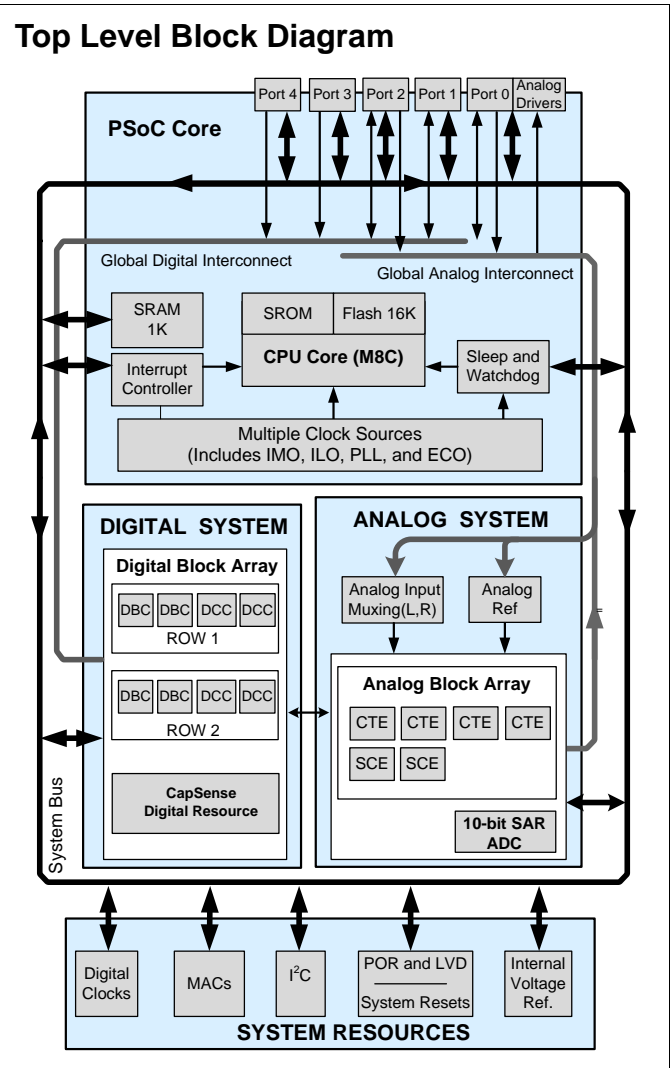 Top Level Block Diagram
Port 4
Port 3
Port 2
Port 1
Port 0
Analog
Drivers
PSoC Core
Global Digital Interconnect
Global Analog Interconnect
SRAM
1K
SROM
Flash 16K
CPU Core (M8C)
Interrupt
Controller
Sleep and
Watchdog
Multiple Clock Sources
(Includes IMO, ILO, PLL, and ECO)
DIGITAL SYSTEM
Digital Block Array
DBC DBC DCC DCC
ROW 1
DBC DBC DCC DCC
ROW 2
CapSense
Digital Resource
ANALOG SYSTEM
Analog Input
Muxing(L,R)
Analog
Ref
Analog Block Array
CTE CTE CTE CTE
SCE SCE
10-bit SAR
ADC
System Bus
Digital
Clocks
MACs
I²C
POR and LVD
System Resets
Internal
Voltage
Ref.
SYSTEM RESOURCES